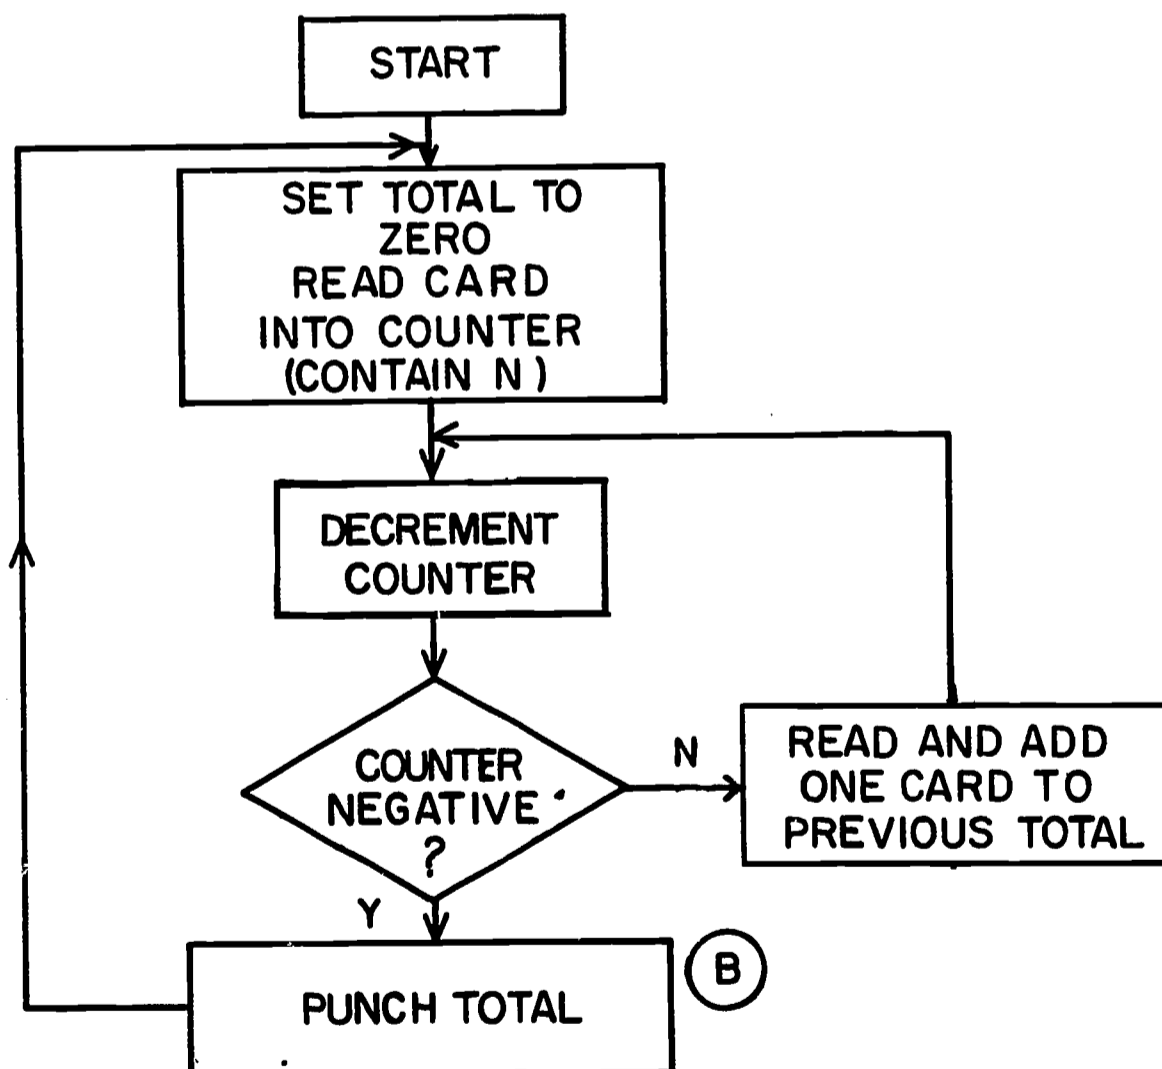 START
SET TOTAL TO
ZERO
READ CARD
INTO COUNTER
(CONTAIN N)
DECREMENT
COUNTER
COUNTER
NEGATIVE
?
N
READ AND ADD
ONE CARD TO
PREVIOUS TOTAL
Y
PUNCH TOTAL
B